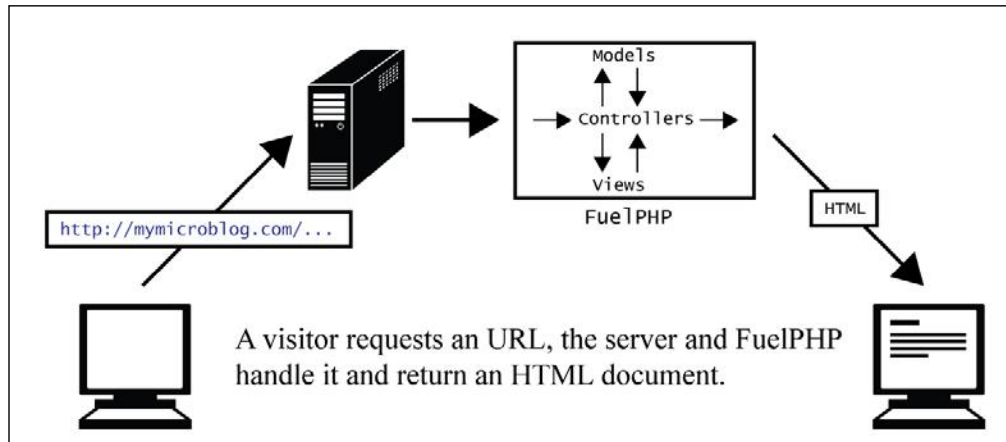 Models
Controllers
Views
FuelPHP
http://mymicroblog.com/...
HTML
A visitor requests an URL, the server and FuelPHP
handle it and return an HTML document.